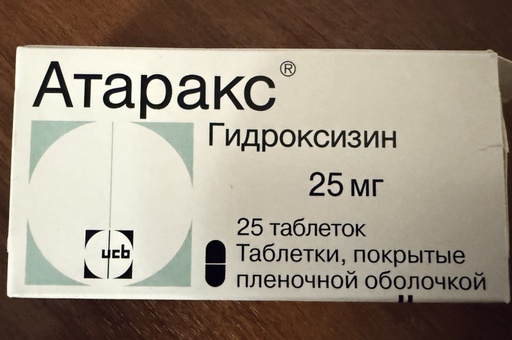 Атаракс®
Гидроксизин
25 мг
25 таблеток
Таблетки, покрытые
пленочной оболочкой
ucb